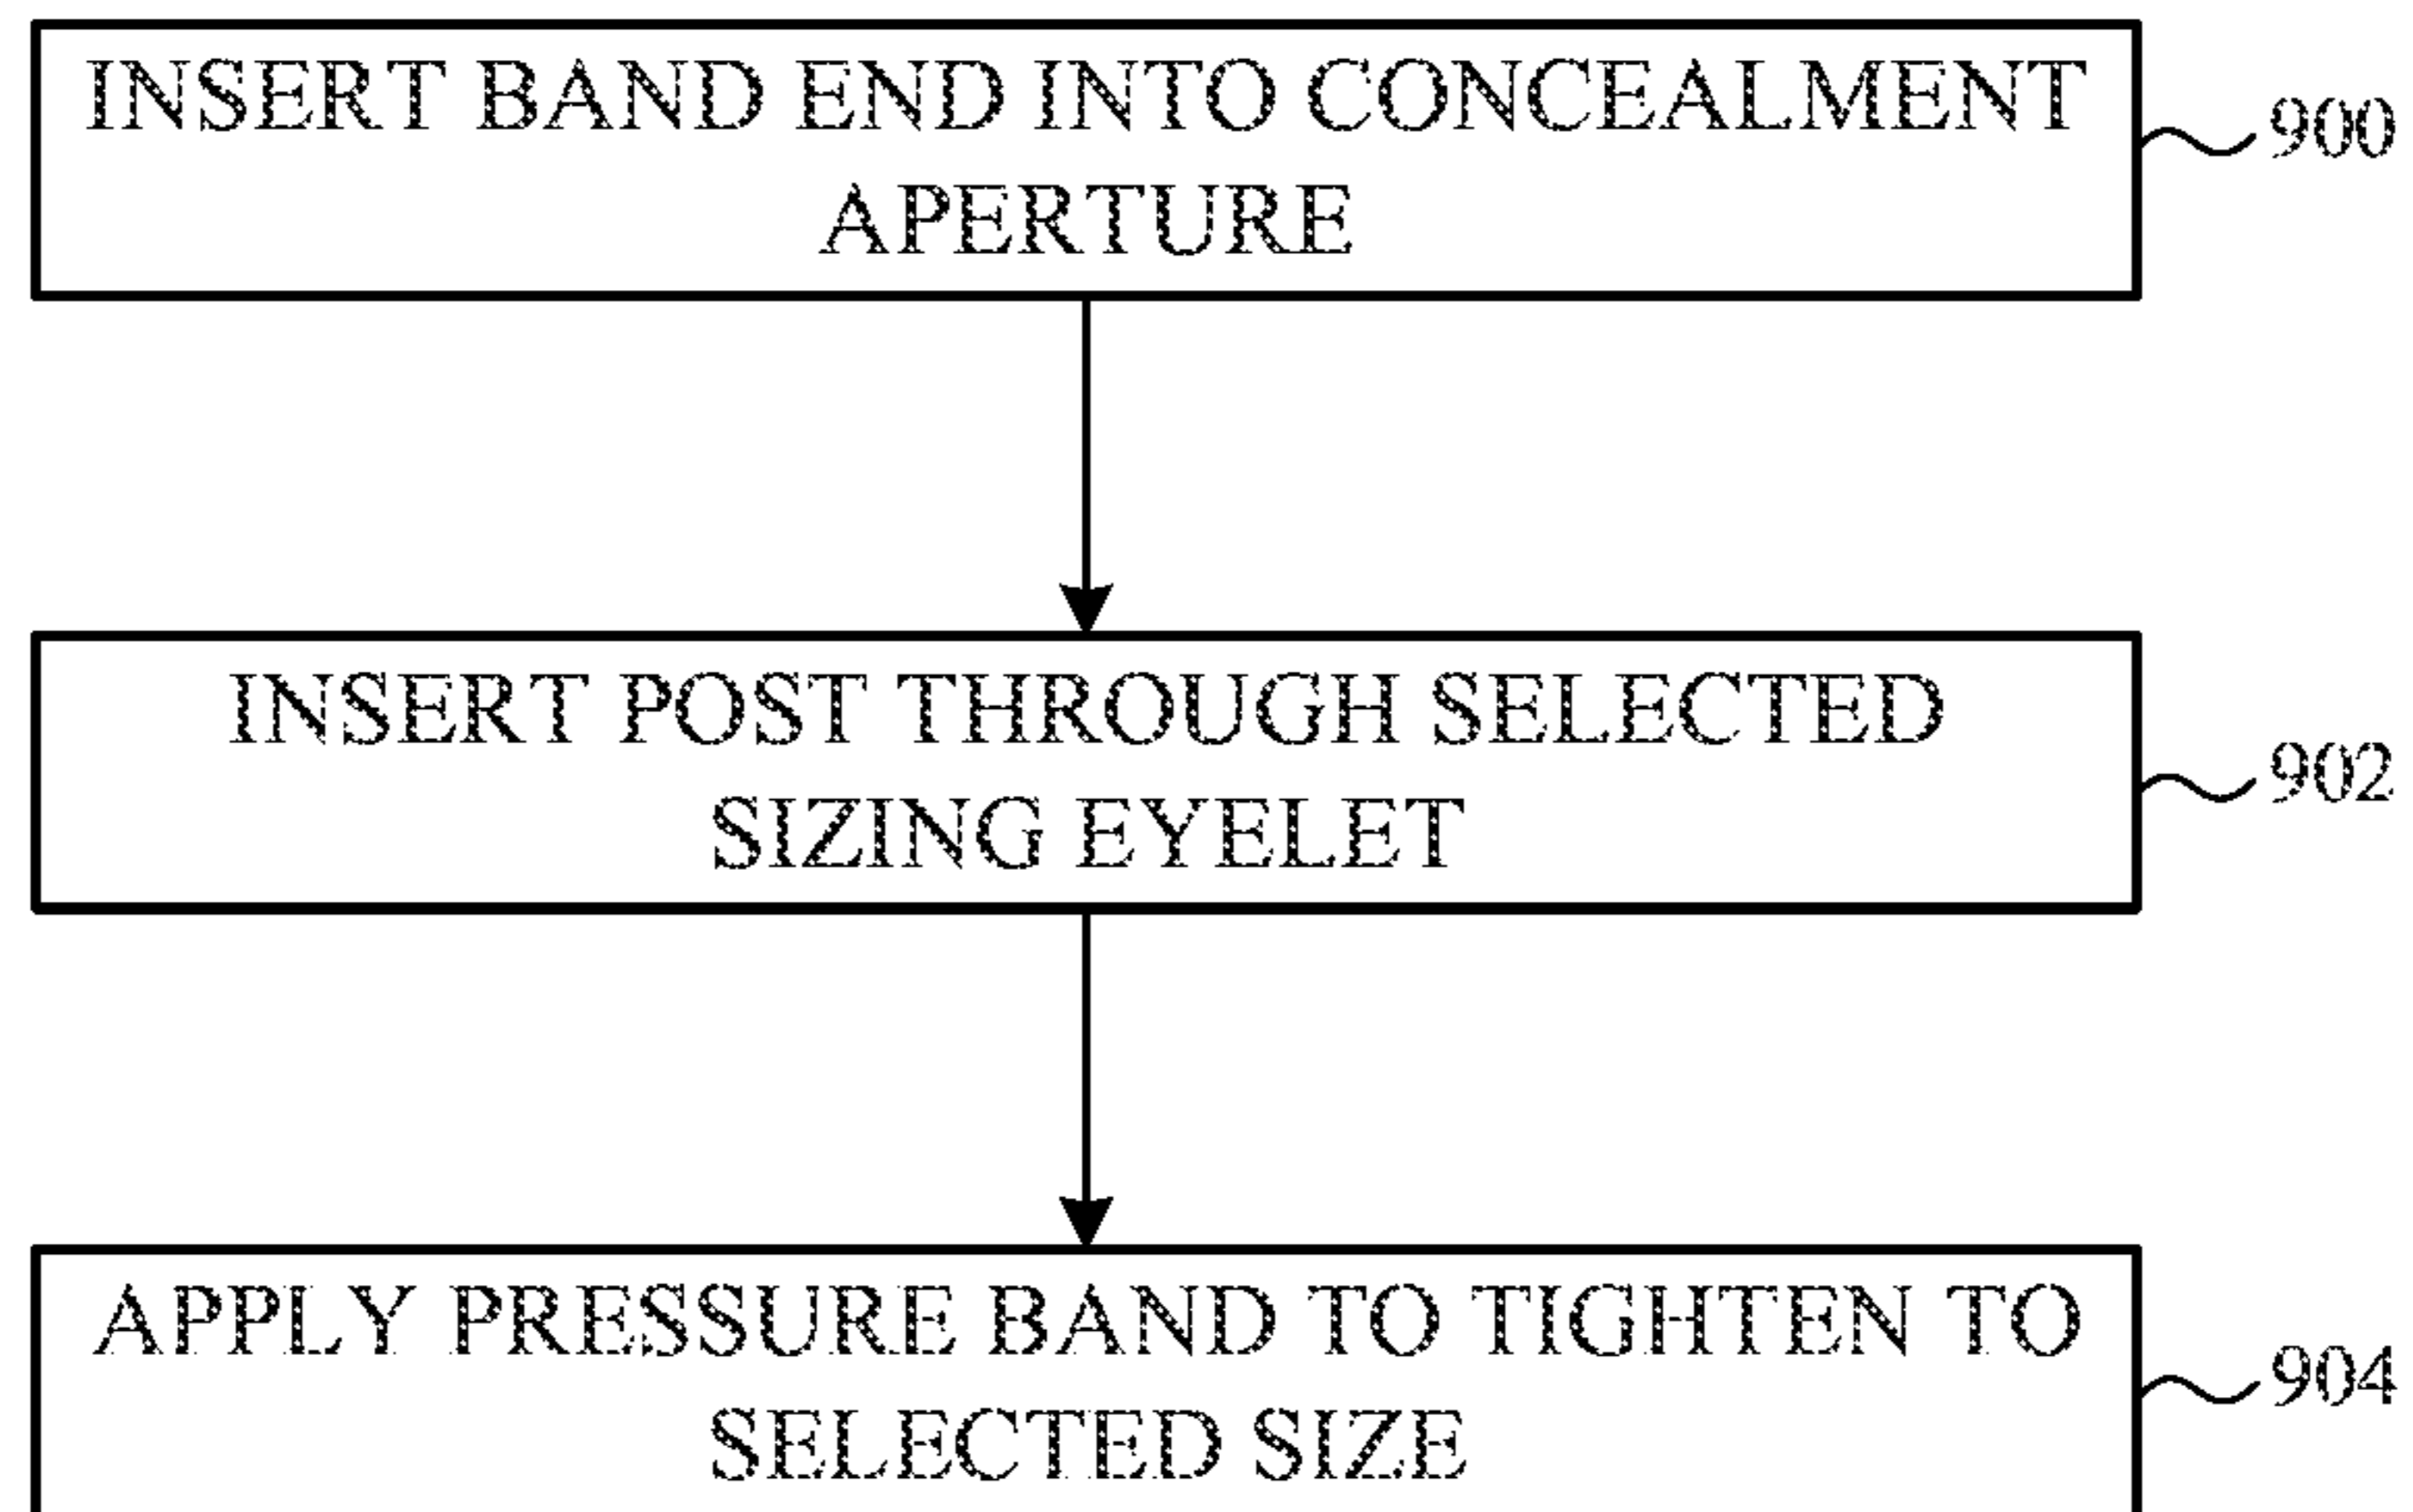 INSERT BAND END INTO CONCEALMENT
APERTURE
900
INSERT POST THROUGH SELECTED
SIZING EYELET
902
APPLY PRESSURE BAND TO TIGHTEN TO
SELECTED SIZE
904